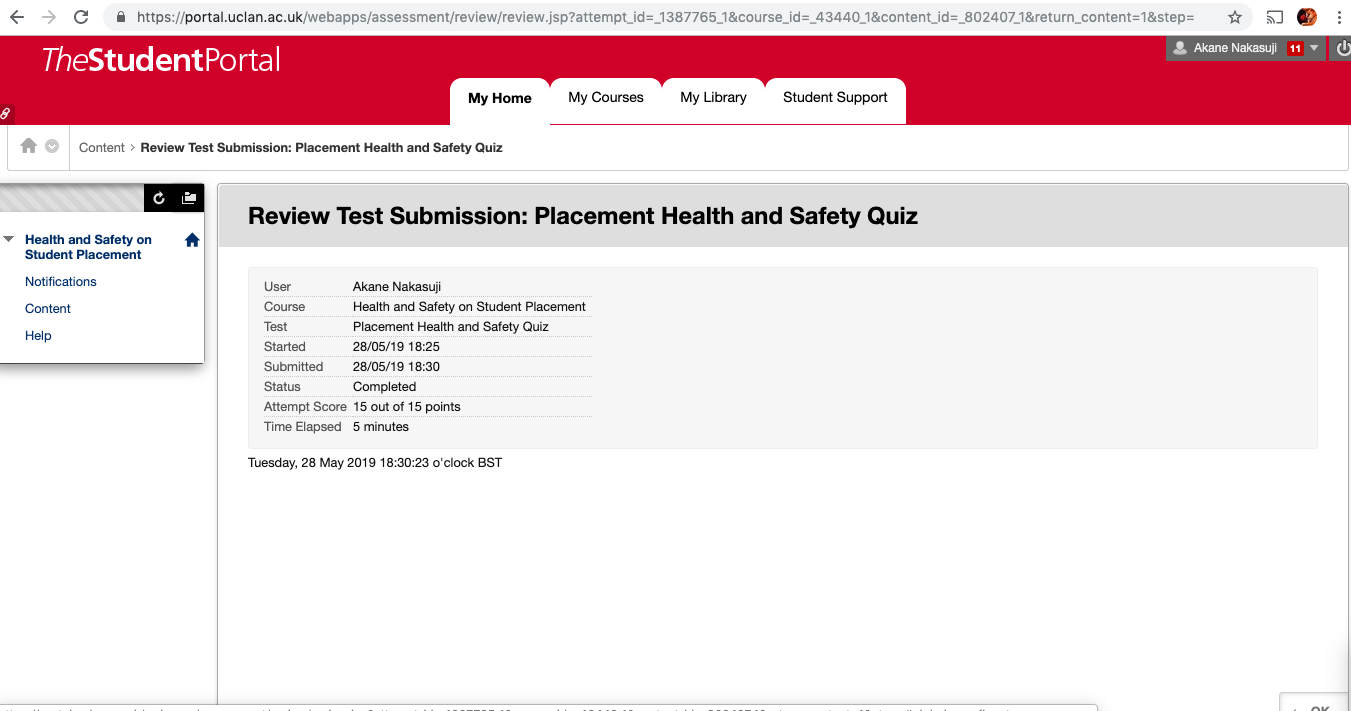 https://portal.uclan.ac.uk/webapps/assessment/review/review.jsp?attempt_id=_1387765_1&course_id=_43440_1&content_id=_802407_1&return_content=1&step=
TheStudentPortal
Akane Nakasuji 11
My Home My Courses My Library Student Support
Content > Review Test Submission: Placement Health and Safety Quiz
Health and Safety on
Student Placement
Notifications
Content
Help
Review Test Submission: Placement Health and Safety Quiz
User Akane Nakasuji
Course Health and Safety on Student Placement
Test Placement Health and Safety Quiz
Started 28/05/19 18:25
Submitted 28/05/19 18:30
Status Completed
Attempt Score 15 out of 15 points
Time Elapsed 5 minutes
Tuesday, 28 May 2019 18:30:23 o'clock BST
OK